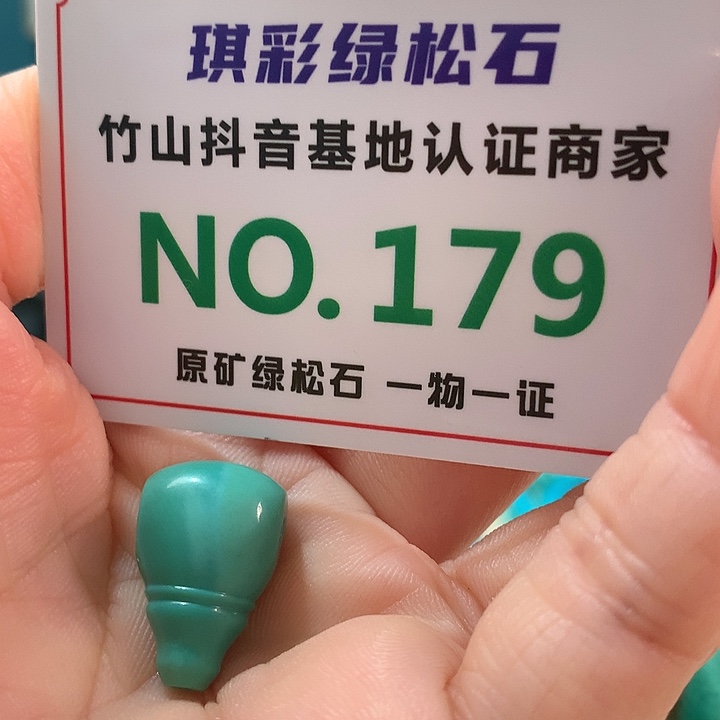 琪彩绿松石
竹山抖音基地认证商家
NO.179
原矿绿松石 一物一证